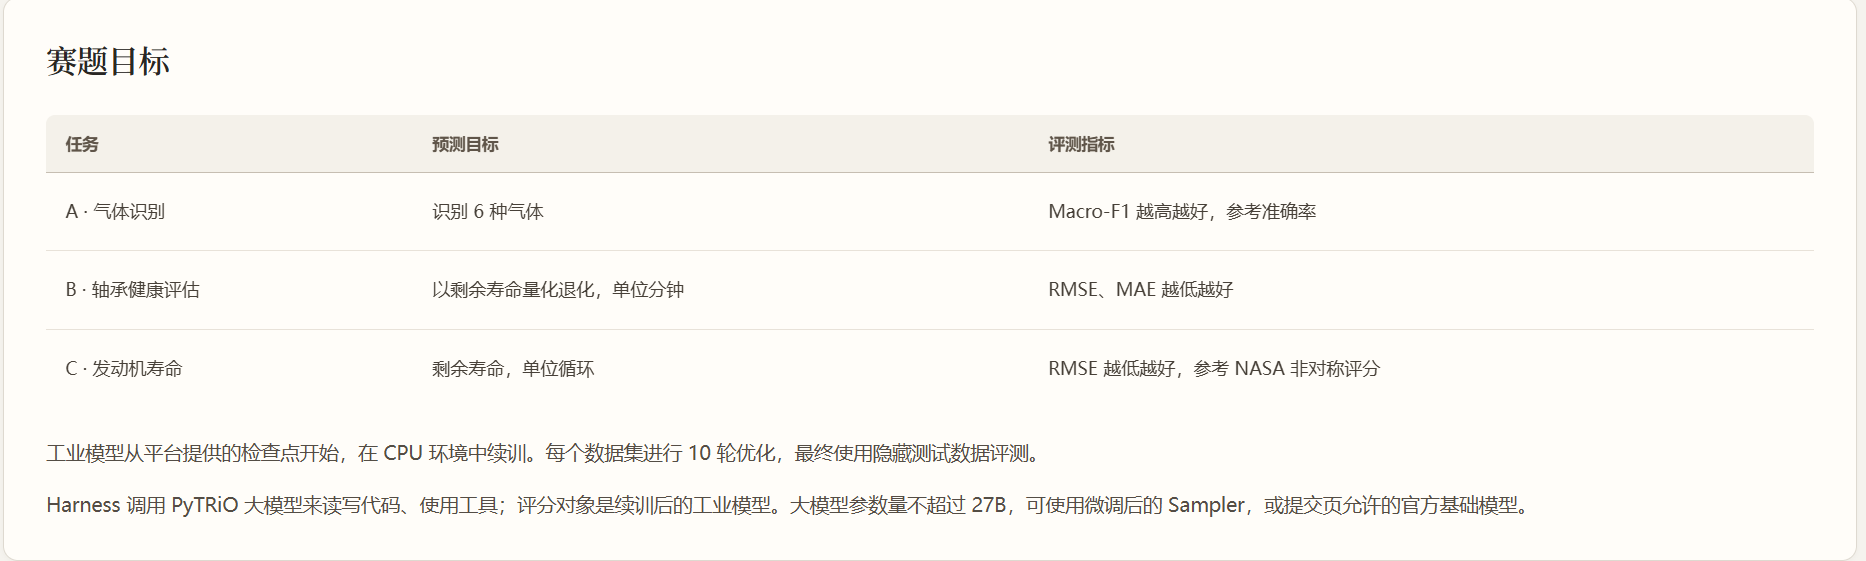 赛题目标
任务 预测目标 评测指标
A · 气体识别 识别 6 种气体 Macro-F1 越高越好，参考准确率
B · 轴承健康评估 以剩余寿命量化退化，单位分钟 RMSE、MAE 越低越好
C · 发动机寿命 剩余寿命，单位循环 RMSE 越低越好，参考 NASA 非对称评分
工业模型从平台提供的检查点开始，在 CPU 环境中续训。每个数据集进行 10 轮优化，最终使用隐藏测试数据评测。
Harness 调用 PyTRiO 大模型来读写代码、使用工具；评分对象是续训后的工业模型。大模型参数量不超过 27B，可使用微调后的 Sampler，或提交页允许的官方基础模型。